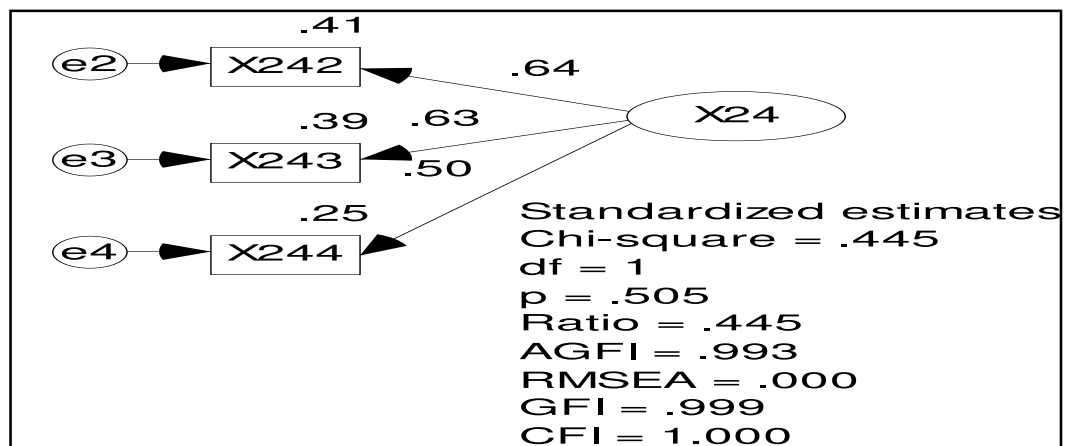 .41
e2
X242
.64
X24
.39
.63
e3
X243
.50
.25
e4
X244
Standardized estimates
Chi-square = .445
df = 1
p = .505
Ratio = .445
AGFI = .993
RMSEA = .000
GFI = .999
CFI = 1.000